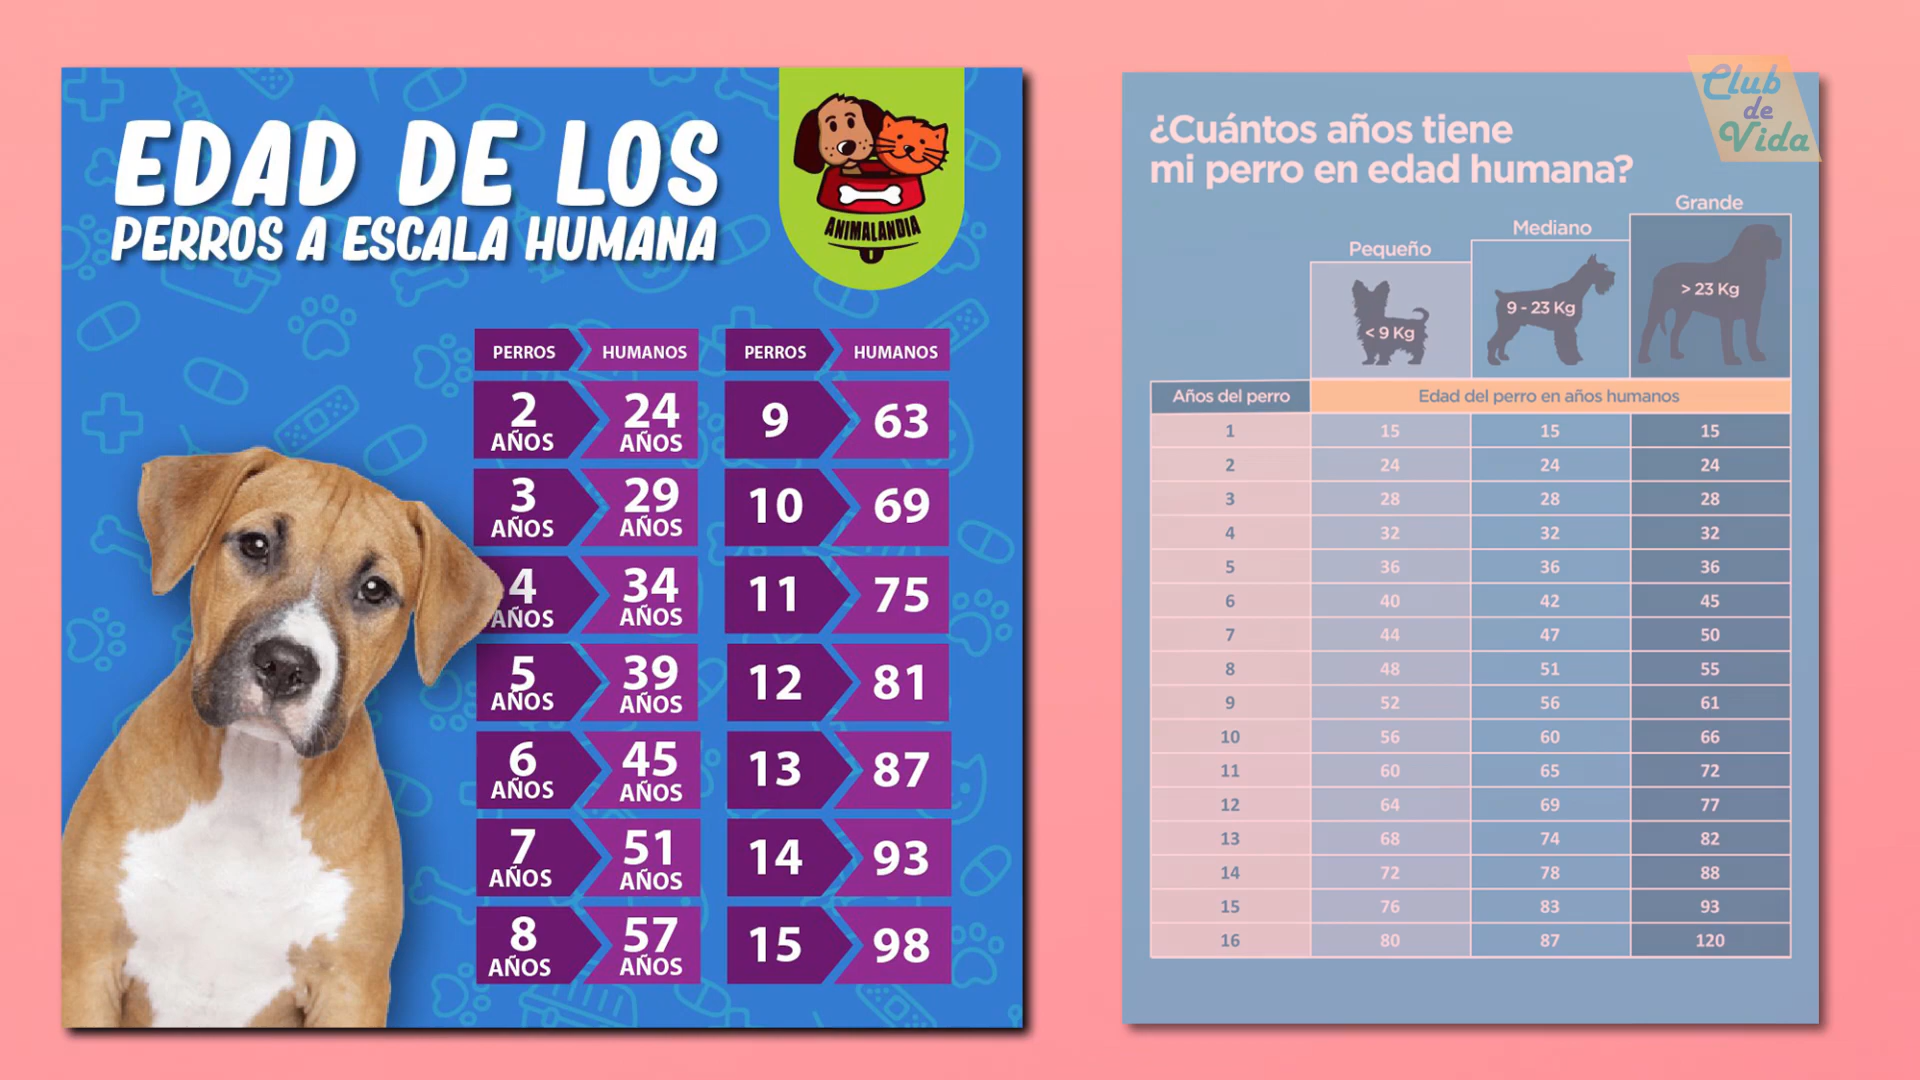 EDAD DE LOS
PERROS A ESCALA HUMANA
ANIMALANDIA
PERROS HUMANOS PERROS HUMANOS
2 AÑOS 24 AÑOS 9 63
3 AÑOS 29 AÑOS 10 69
4 AÑOS 34 AÑOS 11 75
5 AÑOS 39 AÑOS 12 81
6 AÑOS 45 AÑOS 13 87
7 AÑOS 51 AÑOS 14 93
8 AÑOS 57 AÑOS 15 98
Club
de
Vida
¿Cuántos años tiene
mi perro en edad humana?
Pequeño Mediano Grande
< 9 Kg 9 - 23 Kg > 23 Kg
Años del perro Edad del perro en años humanos
1 15 15 15
2 24 24 24
3 28 28 28
4 32 32 32
5 36 36 36
6 40 42 45
7 44 47 50
8 48 51 55
9 52 56 61
10 56 60 66
11 60 65 72
12 64 69 77
13 68 74 82
14 72 78 88
15 76 83 93
16 80 87 120